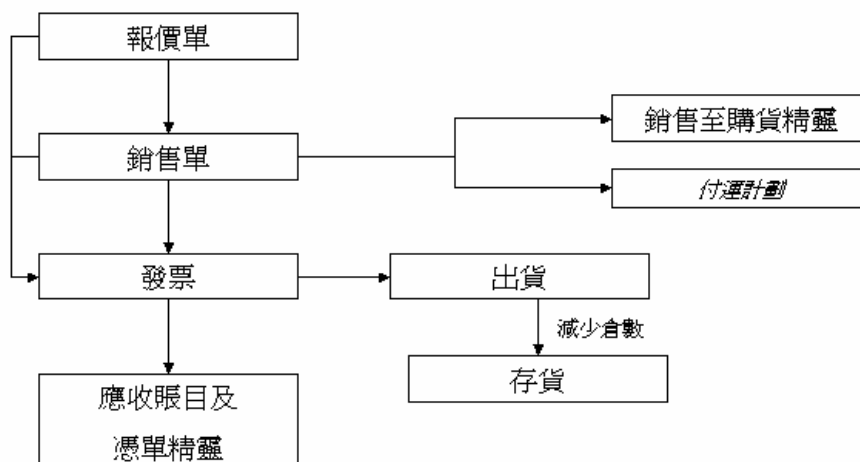 報價單
銷售單
銷售至購貨精靈
付運計劃
發票
出貨
減少倉數
存貨
應收賬目及
憑單精靈